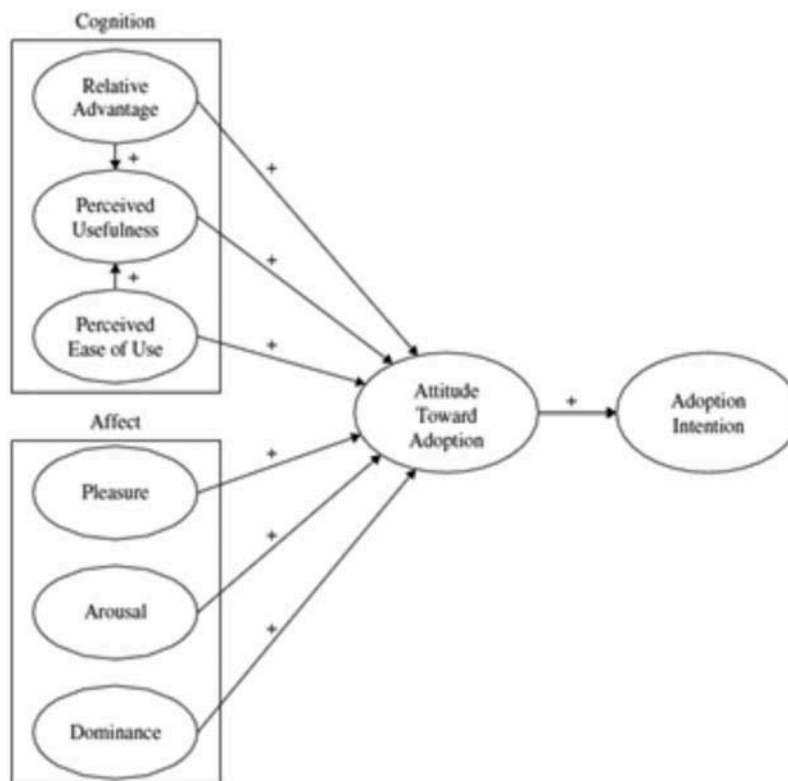 Cognition
Relative
Advantage
+
+
Perceived
Usefulness
+
+
Perceived
Ease of Use
+
Attitude
Toward
Adoption
+
Adoption
Intention
Affect
Pleasure
+
Arousal
+
Dominance
+